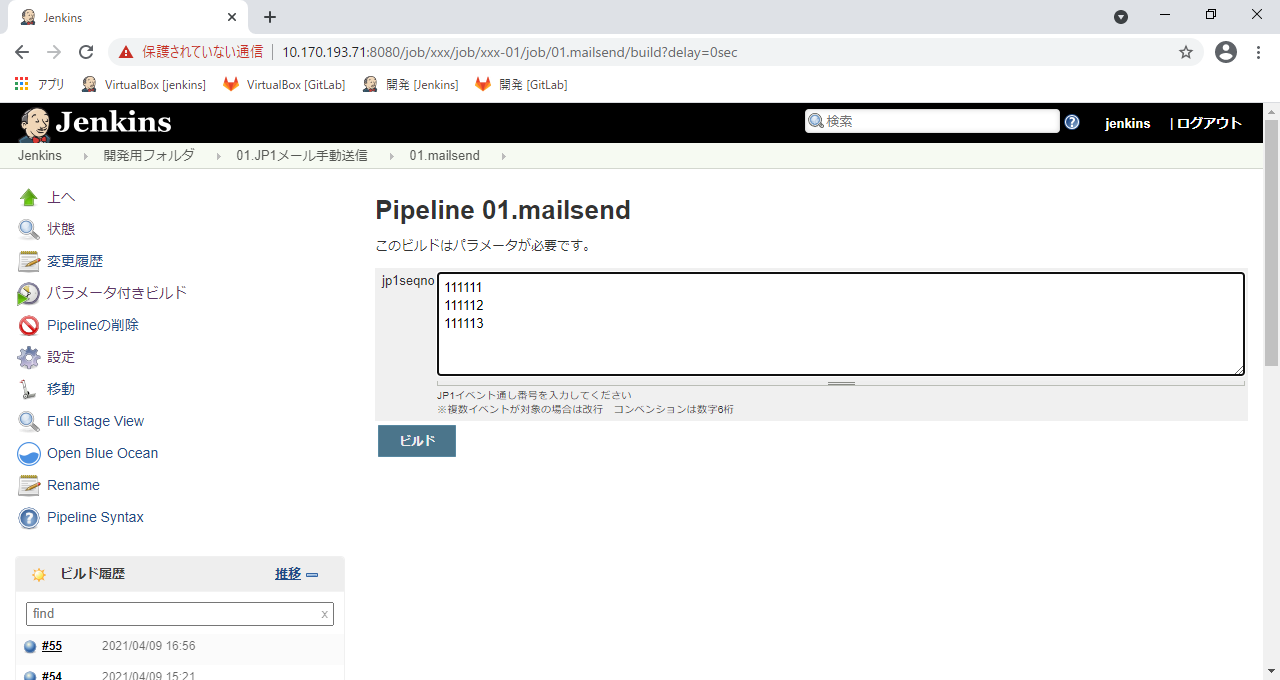 Jenkins
保護されていない通信 | 10.170.193.71:8080/job/xxx/job/xxx-01/job/01.mailsend/build?delay=0sec
アプリ VirtualBox [jenkins] VirtualBox [GitLab] 開発 [Jenkins] 開発 [GitLab]
Jenkins 検索 jenkins | ログアウト
Jenkins 開発用フォルダ 01.JP1メール手動送信 01.mailsend
上へ
状態
変更履歴
パラメータ付きビルド
Pipelineの削除
設定
移動
Full Stage View
Open Blue Ocean
Rename
Pipeline Syntax
ビルド履歴 推移
find x
#55 2021/04/09 16:56
#54 2021/04/09 15:21
Pipeline 01.mailsend
このビルドはパラメータが必要です。
jp1seqno
111111
111112
111113
JP1イベント通し番号を入力してください
※複数イベントが対象の場合は改行　コンベンションは数字6桁
ビルド